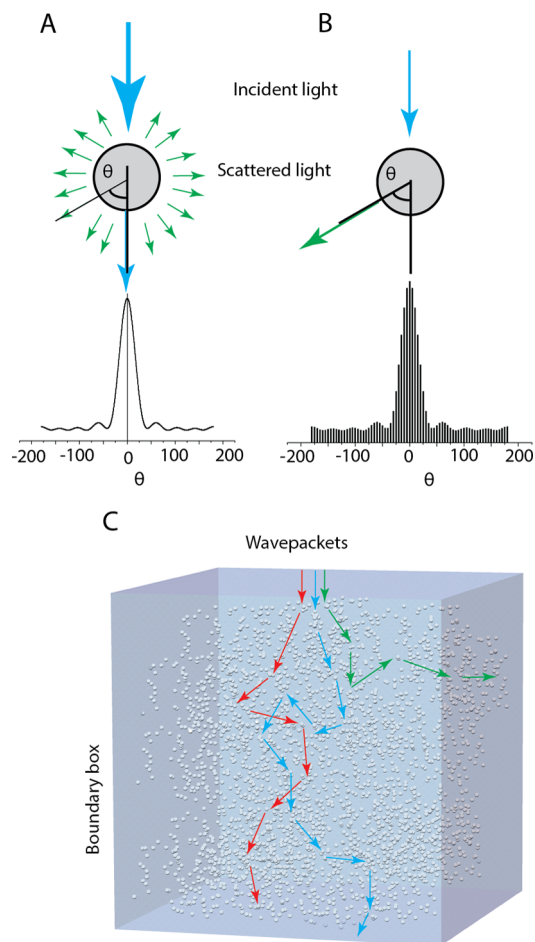 A
B
Incident light
Scattered light
θ
θ
-200 -100 0 100 200
θ
-200 -100 0 100 200
θ
C
Wavepackets
Boundary box